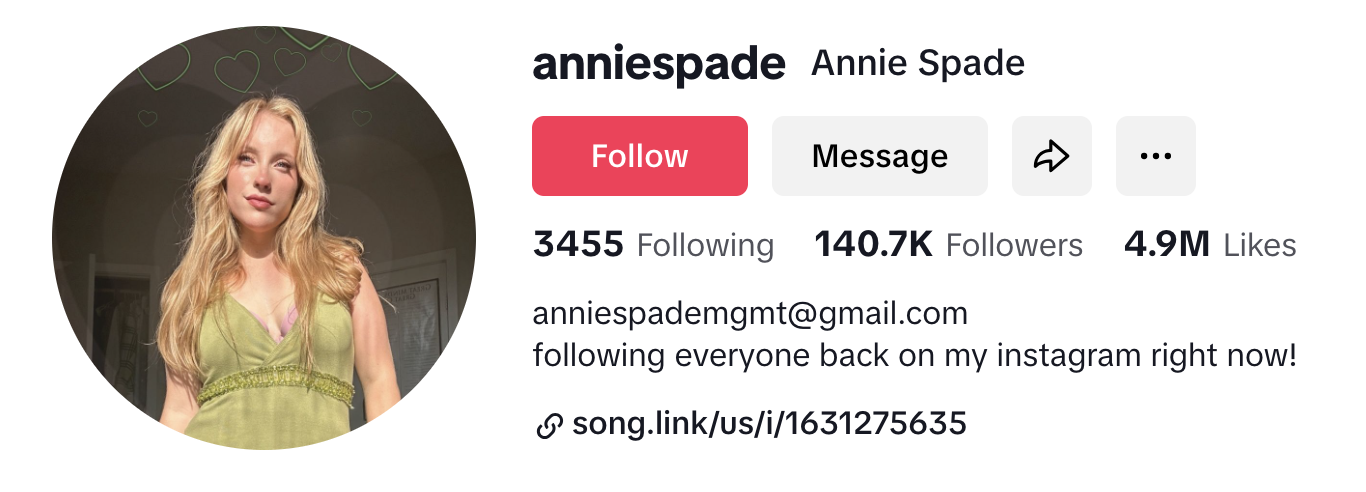 anniespade Annie Spade
Follow Message
3455 Following 140.7K Followers 4.9M Likes
anniespademgmt@gmail.com
following everyone back on my instagram right now!
song.link/us/i/1631275635